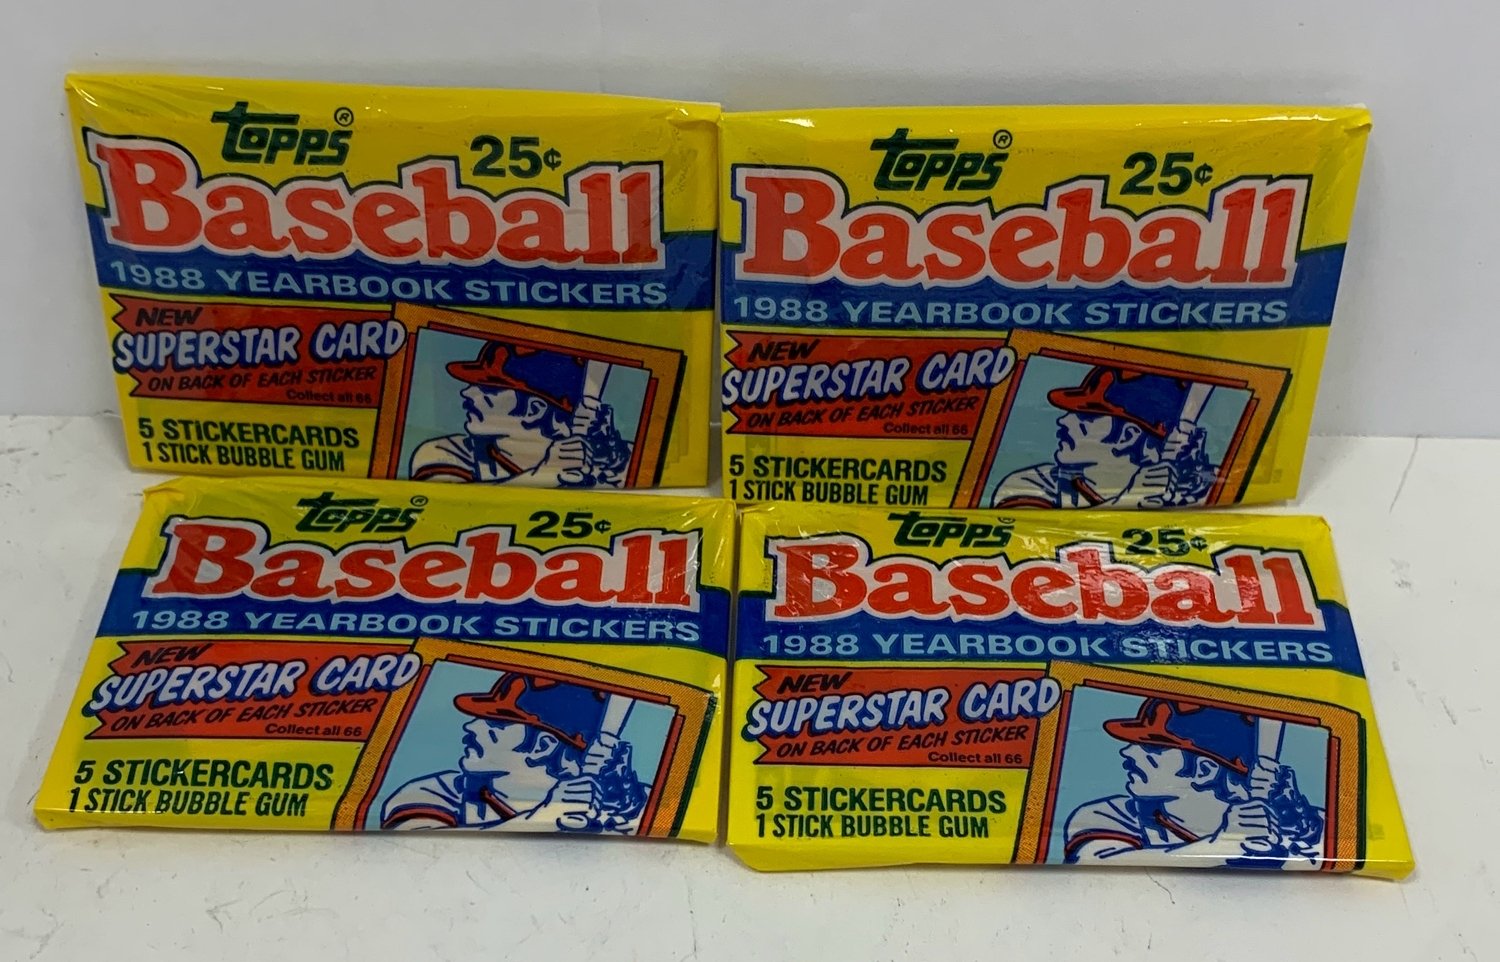 topps®
25¢
Baseball
1988 YEARBOOK STICKERS
NEW
SUPERSTAR CARD
ON BACK OF EACH STICKER
Collect all 66
5 STICKERCARDS
1 STICK BUBBLE GUM
topps®
25¢
Baseball
1988 YEARBOOK STICKERS
NEW
SUPERSTAR CARD
ON BACK OF EACH STICKER
Collect all 66
5 STICKERCARDS
1 STICK BUBBLE GUM
topps®
25¢
Baseball
1988 YEARBOOK STICKERS
NEW
SUPERSTAR CARD
ON BACK OF EACH STICKER
Collect all 66
5 STICKERCARDS
1 STICK BUBBLE GUM
topps®
25¢
Baseball
1988 YEARBOOK STICKERS
NEW
SUPERSTAR CARD
ON BACK OF EACH STICKER
Collect all 66
5 STICKERCARDS
1 STICK BUBBLE GUM